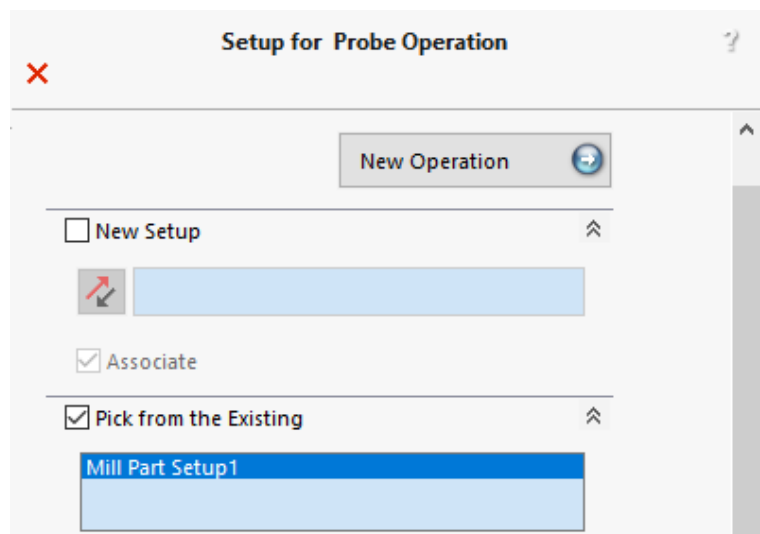 Setup for Probe Operation
?
New Operation
New Setup
Associate
Pick from the Existing
Mill Part Setup1